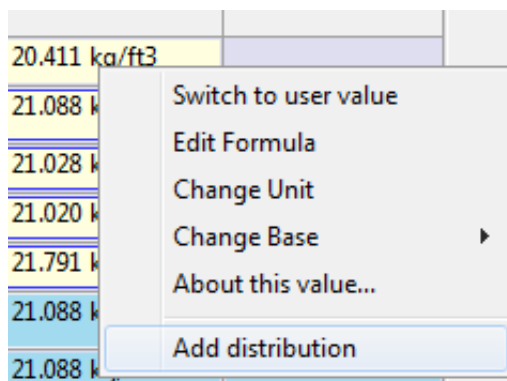 20.411 kg/ft3
21.088 k
Switch to user value
Edit Formula
21.028 k
Change Unit
21.020 k
Change Base
21.791 k
About this value...
21.088 k
Add distribution
21.088 k